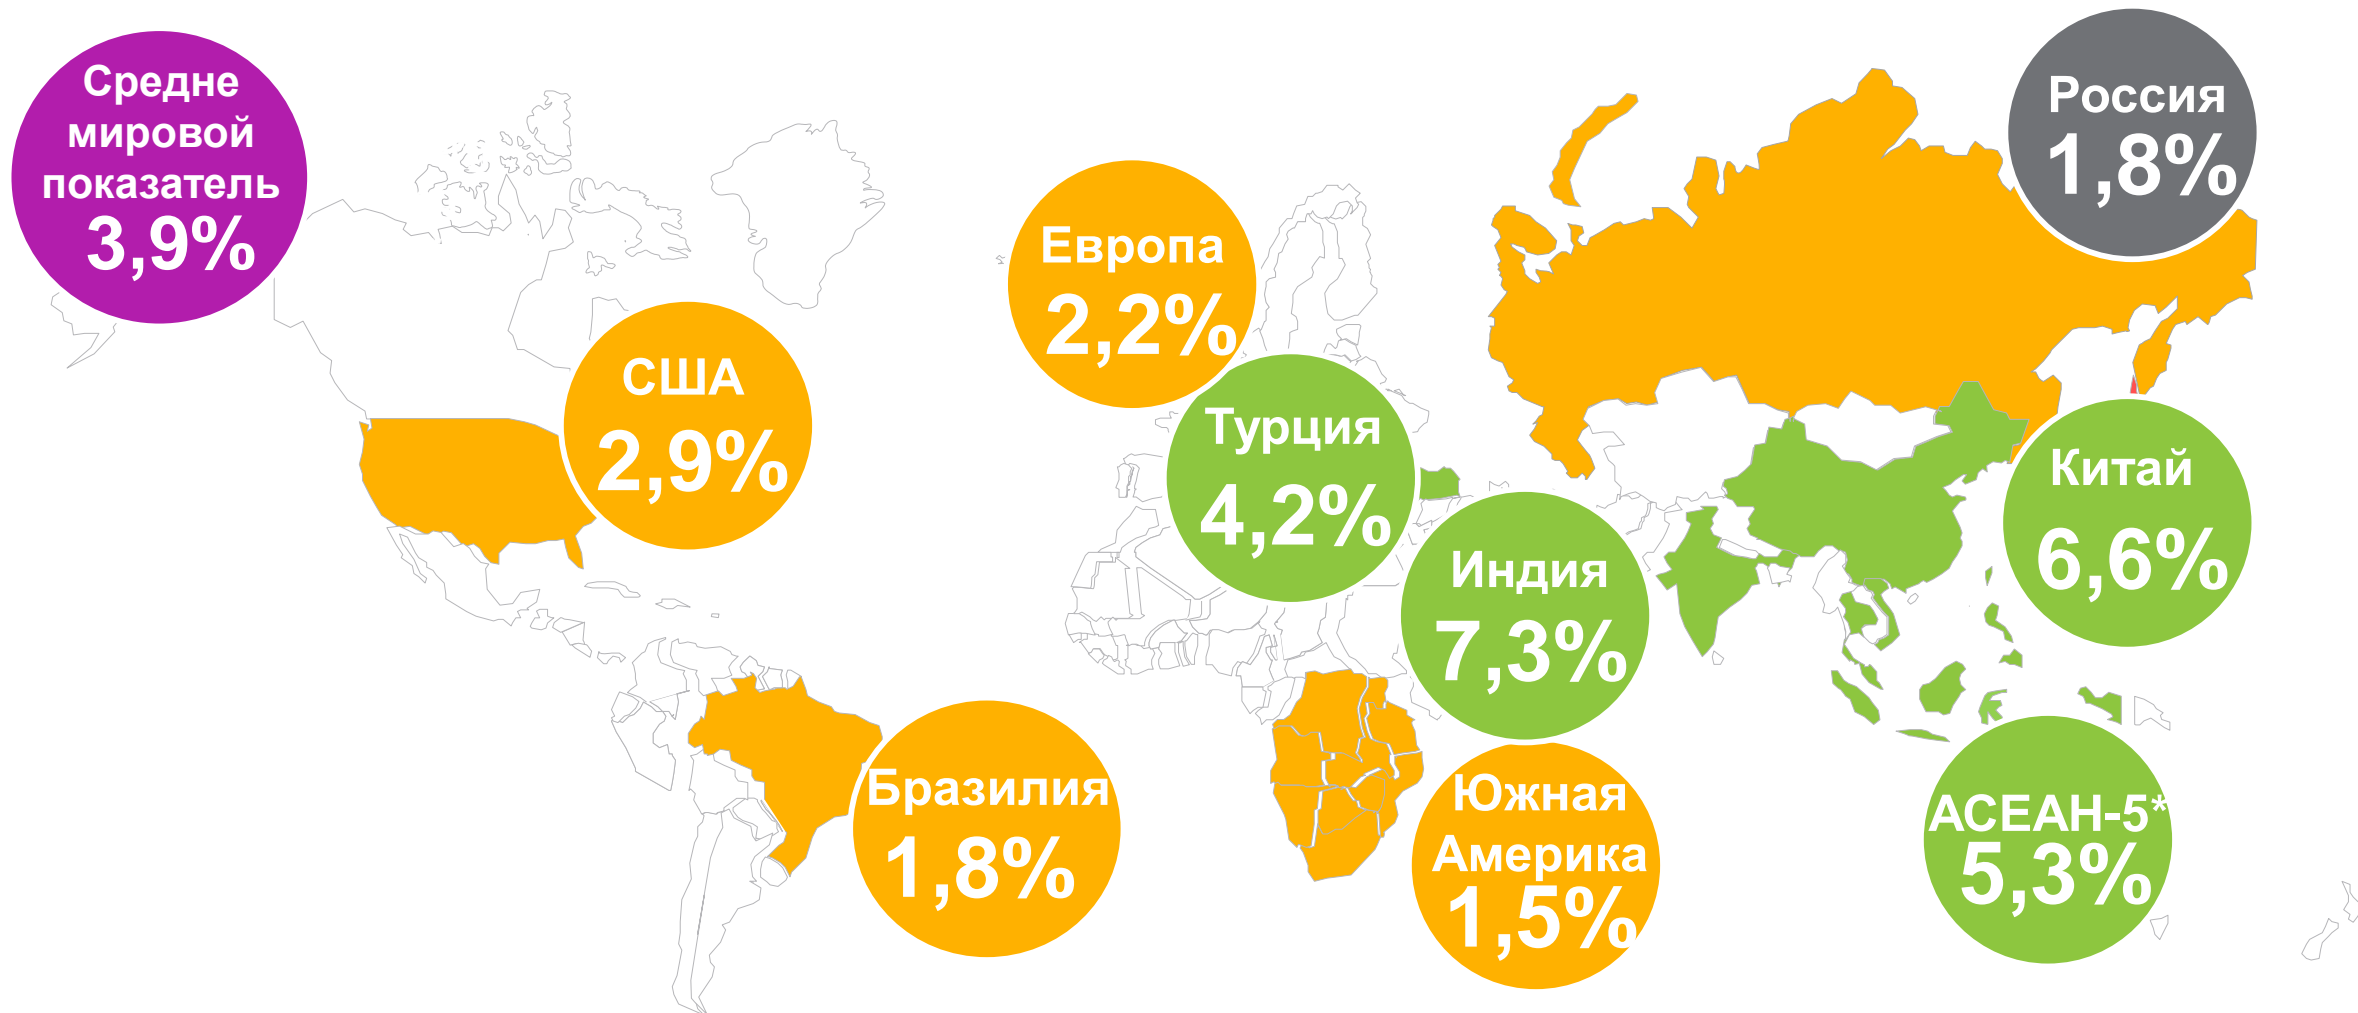 Средне
мировой
показатель
3,9%
Россия
1,8%
Европа
2,2%
США
2,9%
Турция
4,2%
Китай
6,6%
Индия
7,3%
Бразилия
1,8%
Южная
Америка
1,5%
АСЕАН-5*
5,3%